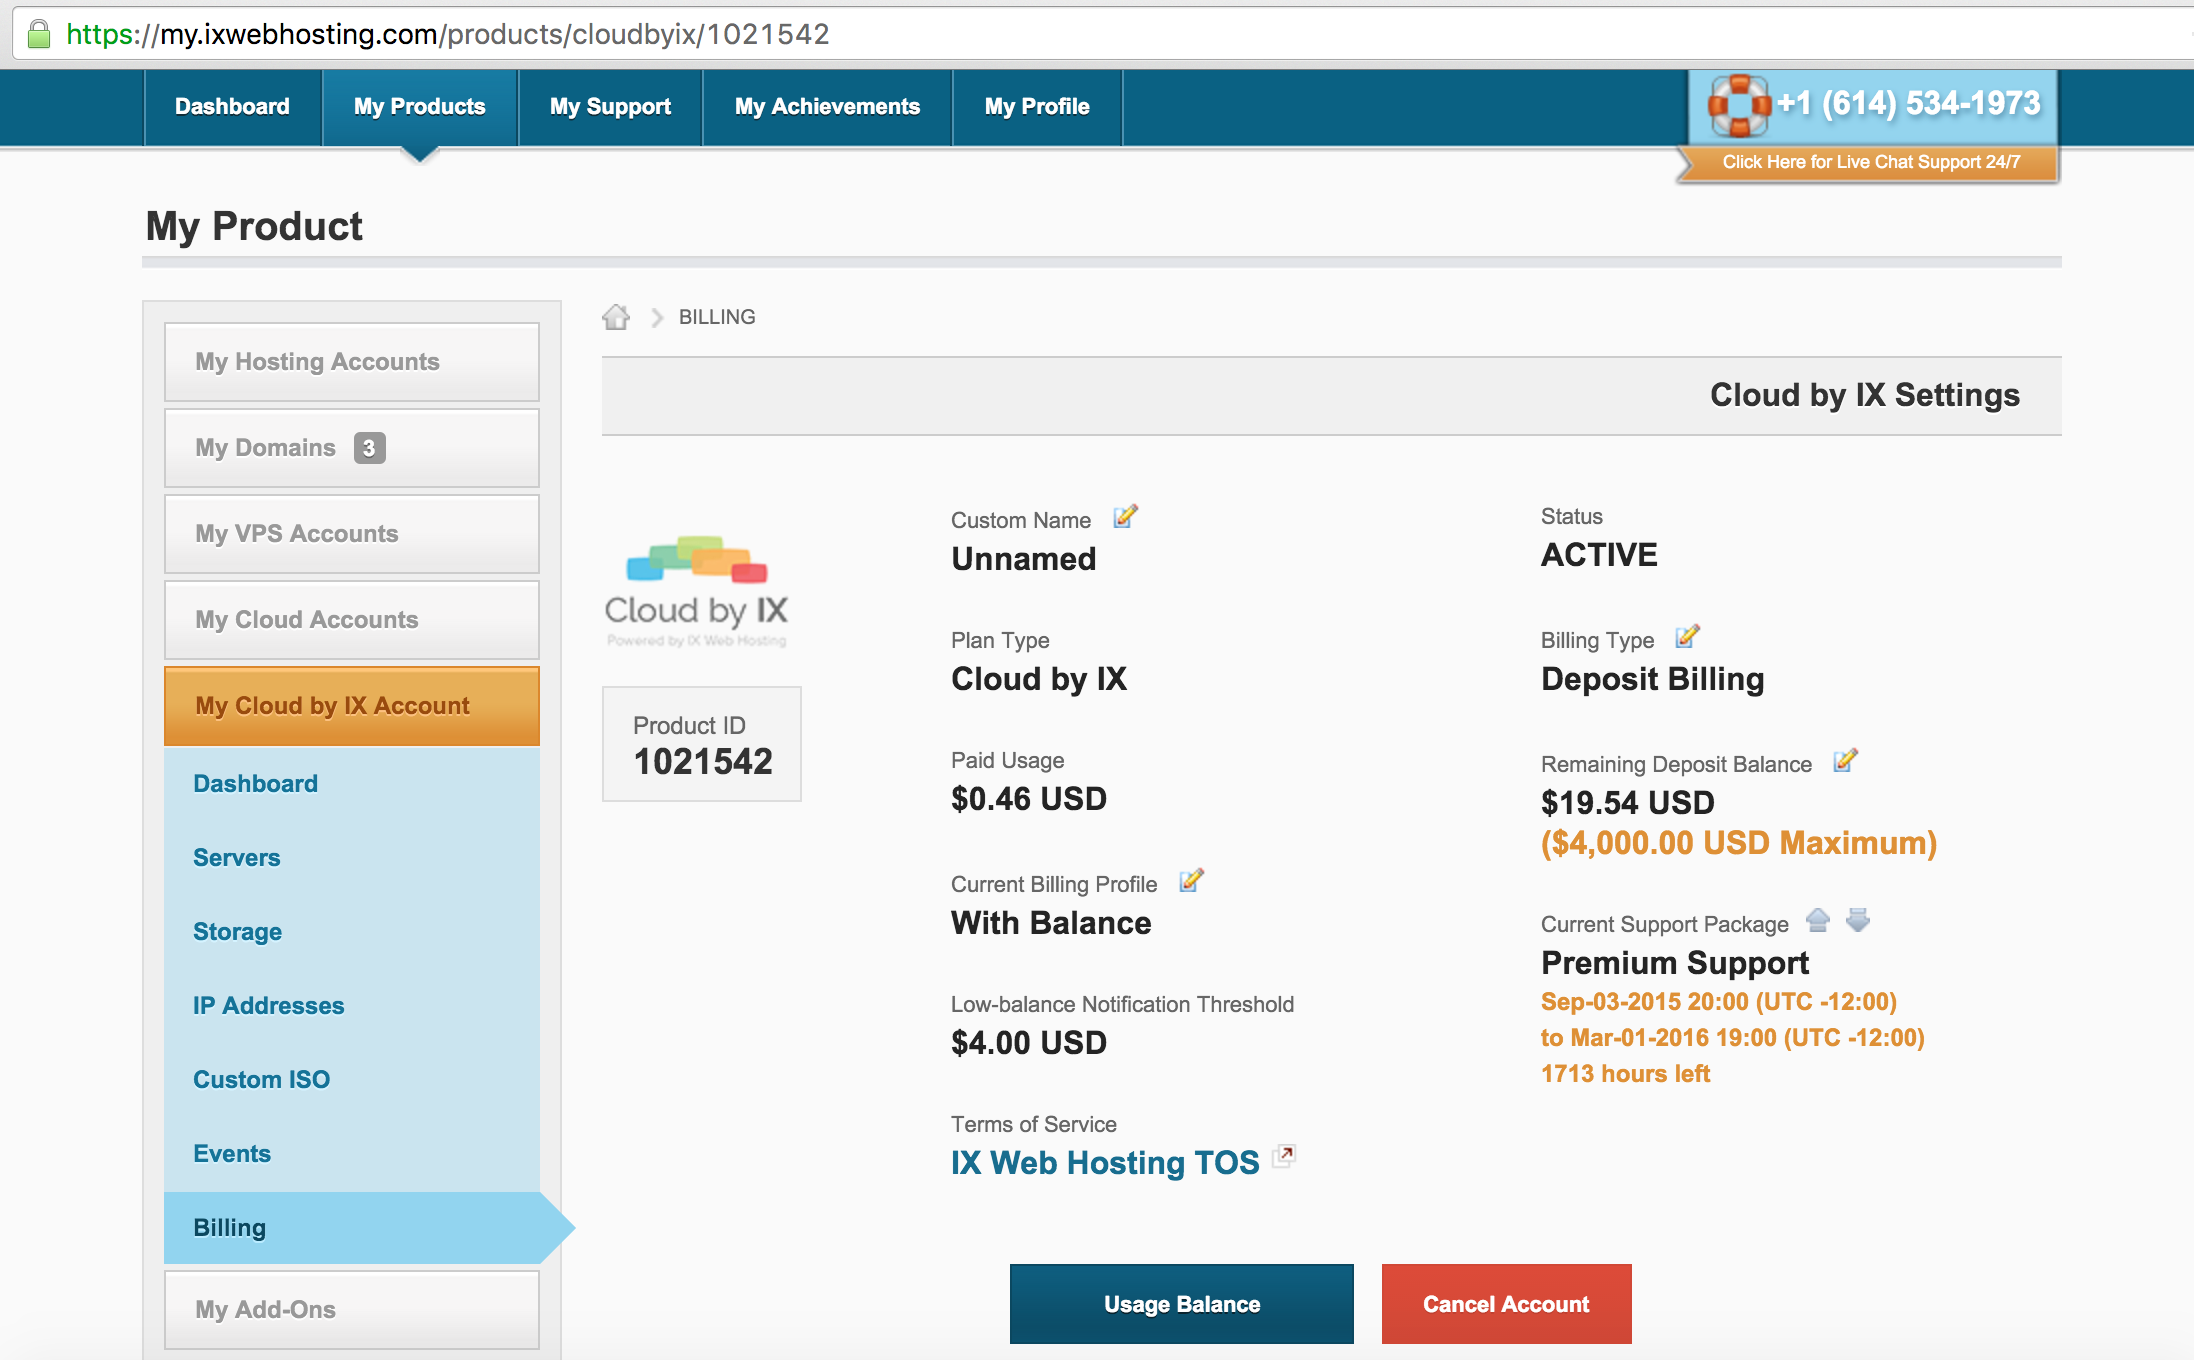 https://my.ixwebhosting.com/products/cloudbyix/1021542
Dashboard
My Products
My Support
My Achievements
My Profile
+1 (614) 534-1973
Click Here for Live Chat Support 24/7
My Product
My Hosting Accounts
My Domains 3
My VPS Accounts
My Cloud Accounts
My Cloud by IX Account
Dashboard
Servers
Storage
IP Addresses
Custom ISO
Events
Billing
My Add-Ons
BILLING
Cloud by IX Settings
Cloud by IX
Powered by IX Web Hosting
Product ID
1021542
Custom Name
Unnamed
Plan Type
Cloud by IX
Paid Usage
$0.46 USD
Current Billing Profile
With Balance
Low-balance Notification Threshold
$4.00 USD
Terms of Service
IX Web Hosting TOS
Status
ACTIVE
Billing Type
Deposit Billing
Remaining Deposit Balance
$19.54 USD
($4,000.00 USD Maximum)
Current Support Package
Premium Support
Sep-03-2015 20:00 (UTC -12:00)
to Mar-01-2016 19:00 (UTC -12:00)
1713 hours left
Usage Balance
Cancel Account